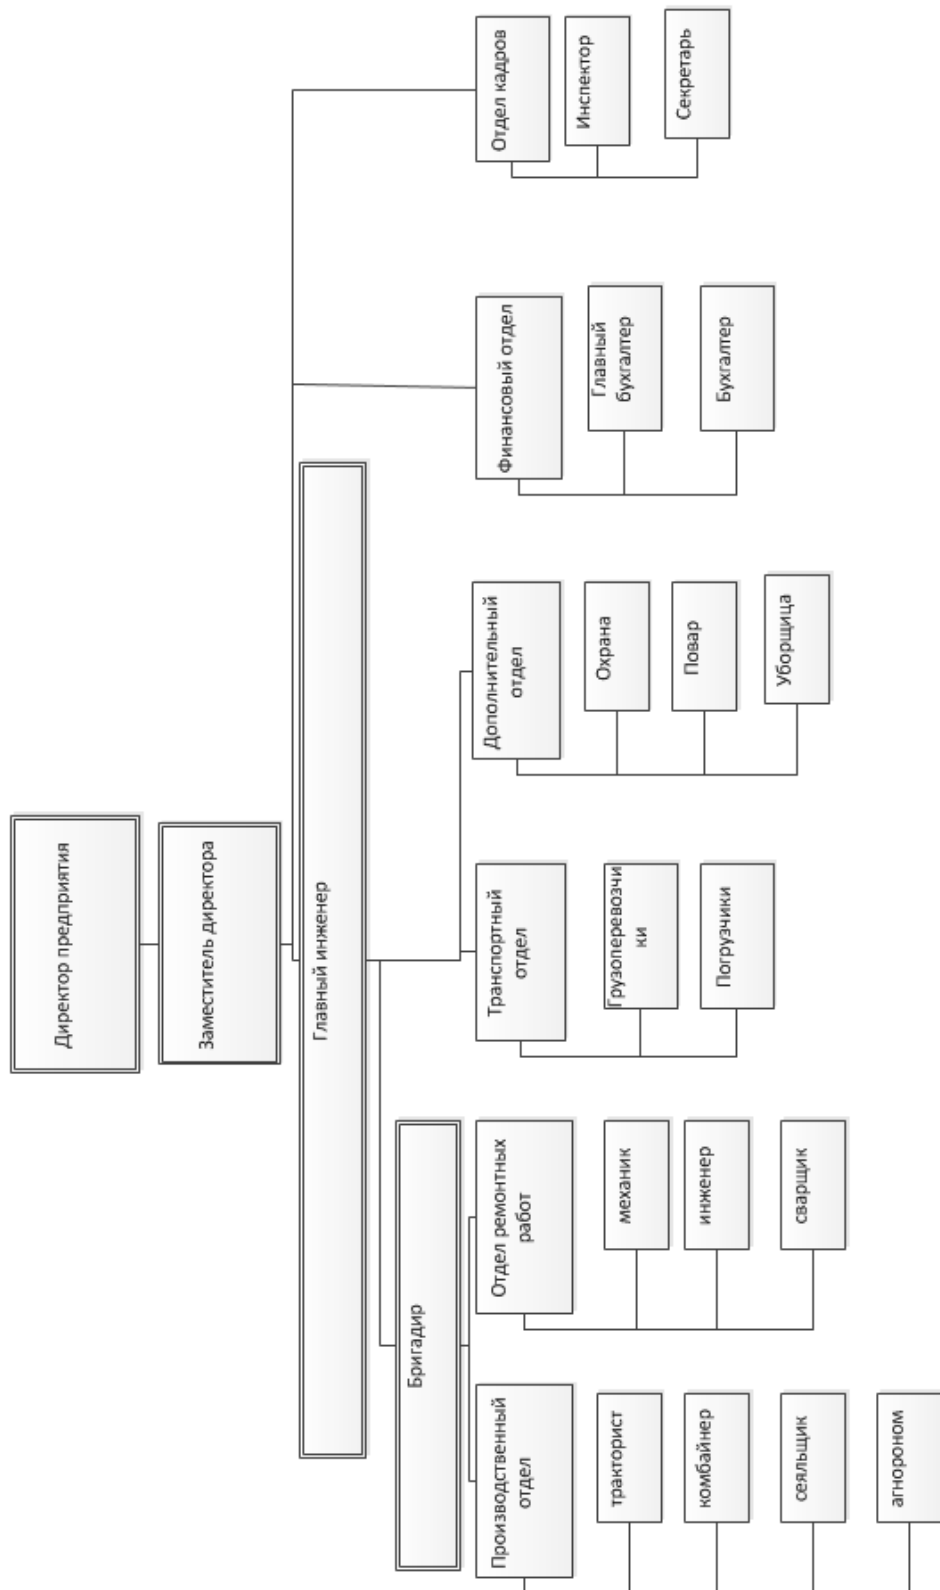 Директор предприятия
Заместитель директора
Главный инженер
Бригадир
Производственный
отдел
тракторист
комбайнер
сеяльщик
агнороном
Отдел ремонтных
работ
механик
инженер
сварщик
Транспортный
отдел
Грузоперевозчи
ки
Погрузчики
Дополнительный
отдел
Охрана
Повар
Уборщица
Финансовый отдел
Главный
бухгалтер
Бухгалтер
Отдел кадров
Инспектор
Секретарь